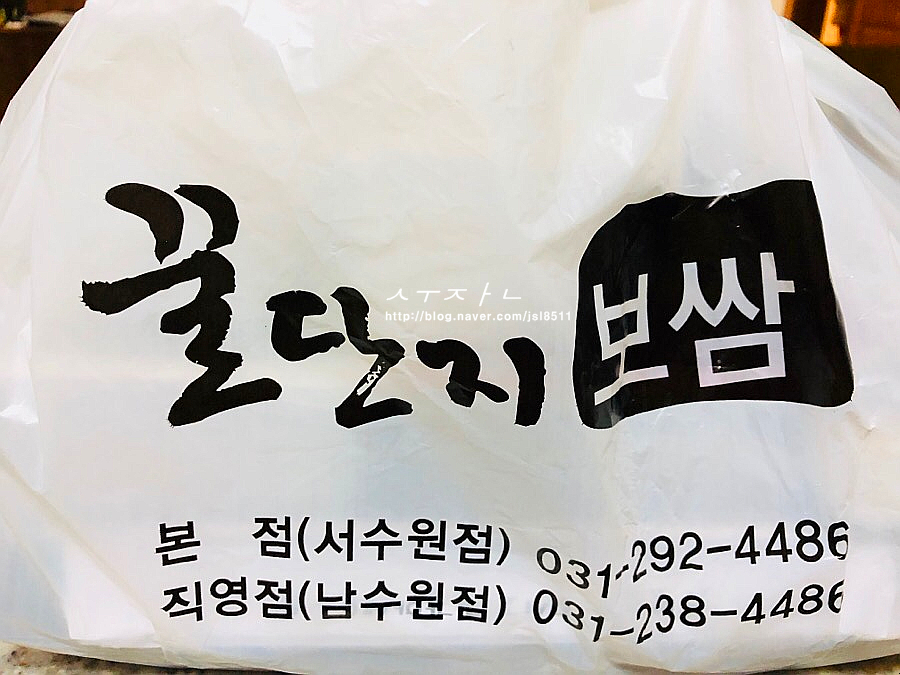 꿀단지 보쌈
ㅅㅜㅈㅏㄴ
http://blog.naver.com/jsl8511
본 점(서수원점) 031-292-4486
직영점(남수원점) 031-238-4486